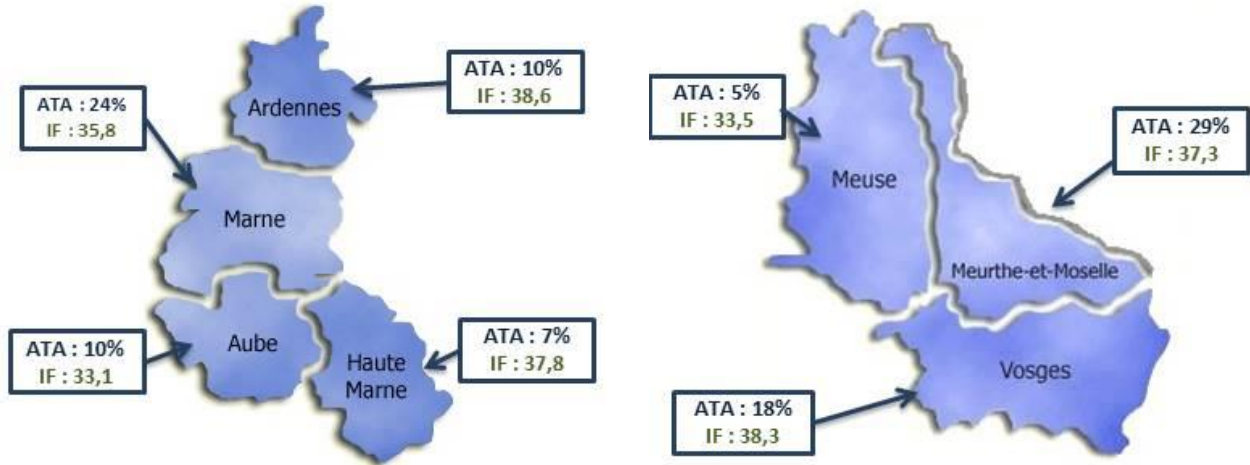 ATA : 10%
IF : 38,6
Ardennes
ATA : 24%
IF : 35,8
Marne
ATA : 10%
IF : 33,1
Aube
Haute
Marne
ATA : 7%
IF : 37,8
ATA : 5%
IF : 33,5
Meuse
ATA : 29%
IF : 37,3
Meurthe-et-Moselle
Vosges
ATA : 18%
IF : 38,3